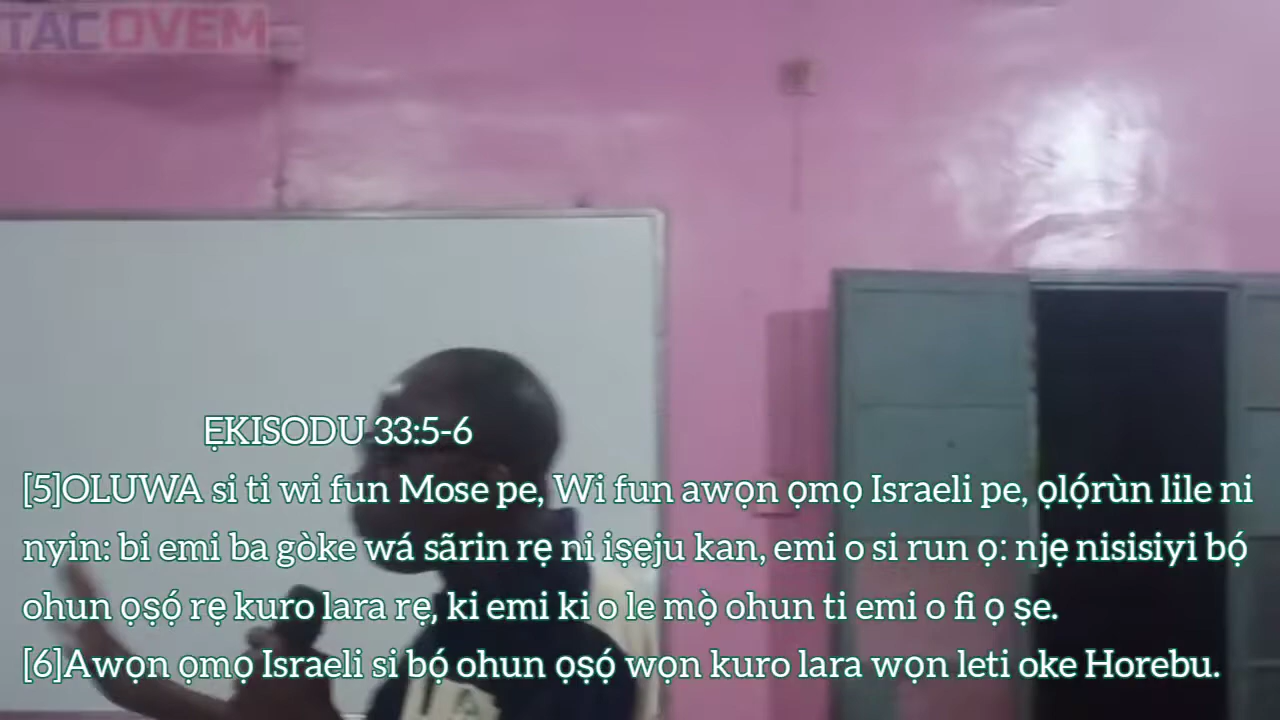 TACOVEM
ẸKISODU 33:5-6
[5]OLUWA si ti wi fun Mose pe, Wi fun awọn ọmọ Israeli pe, ọlọ́rùn lile ni
nyin: bi emi ba gòke wá sãrin rẹ ni iṣẹju kan, emi o si run ọ: njẹ nisisiyi bọ́
ohun ọṣọ́ rẹ kuro lara rẹ, ki emi ki o le mọ̀ ohun ti emi o fi ọ ṣe.
[6]Awọn ọmọ Israeli si bọ́ ohun ọṣọ́ wọn kuro lara wọn leti oke Horebu.